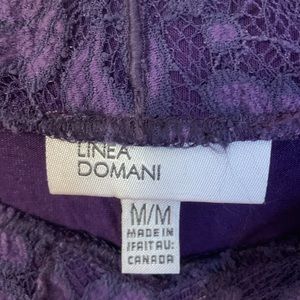 LINEA
DOMANI
M/M
MADE IN
/FAIT AU:
CANADA